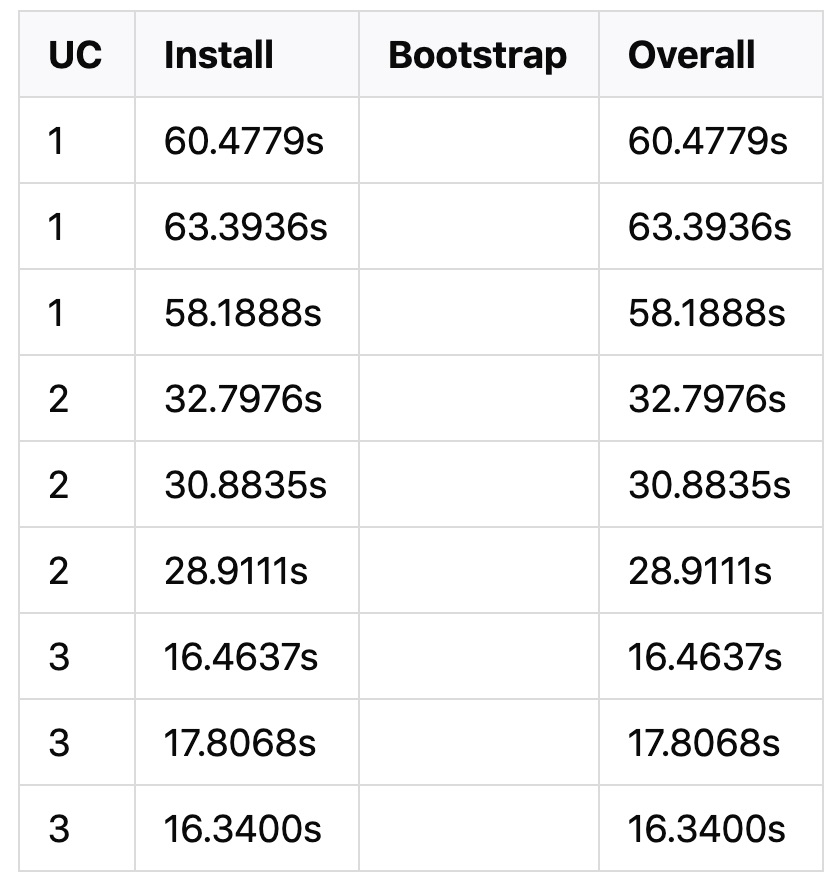 UC Install Bootstrap Overall
1 60.4779s 60.4779s
1 63.3936s 63.3936s
1 58.1888s 58.1888s
2 32.7976s 32.7976s
2 30.8835s 30.8835s
2 28.9111s 28.9111s
3 16.4637s 16.4637s
3 17.8068s 17.8068s
3 16.3400s 16.3400s